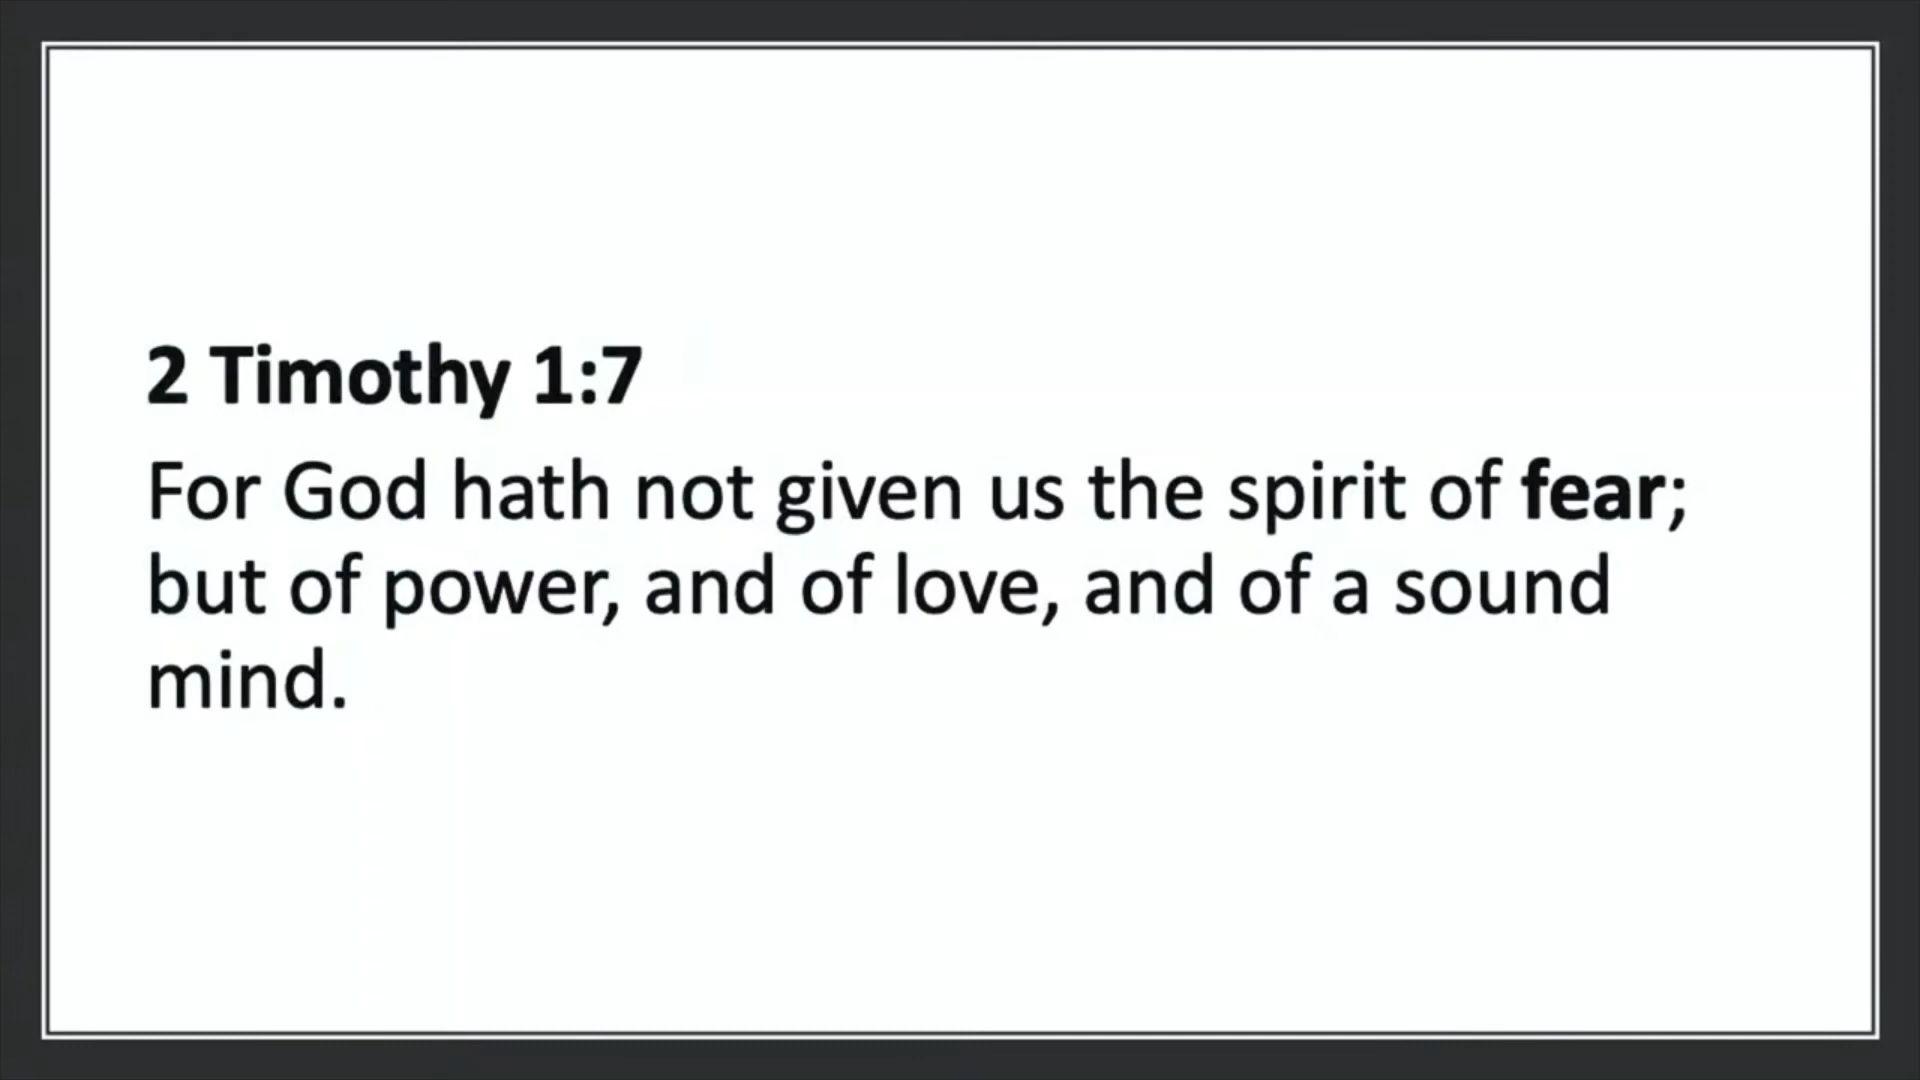 2 Timothy 1:7
For God hath not given us the spirit of fear;
but of power, and of love, and of a sound
mind.